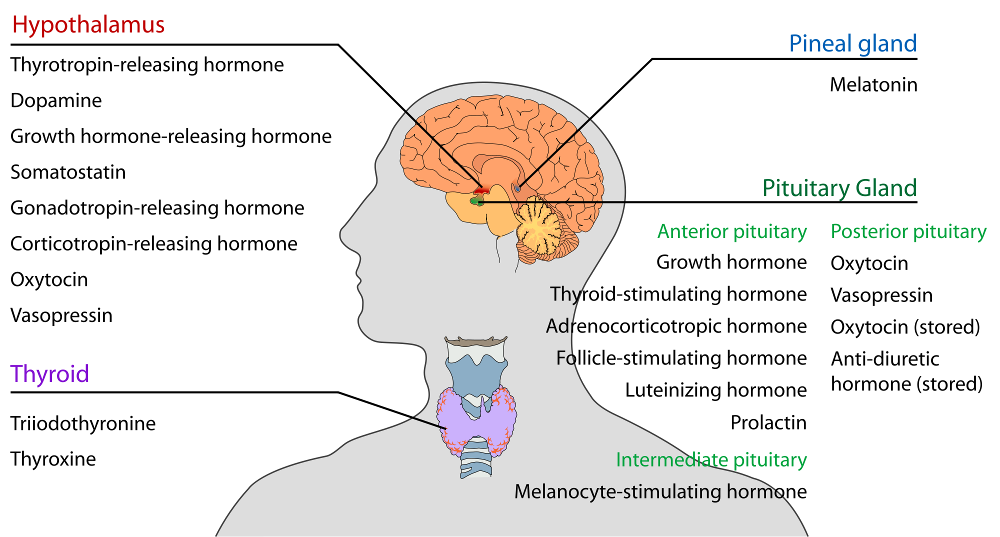 Hypothalamus
Thyrotropin-releasing hormone
Dopamine
Growth hormone-releasing hormone
Somatostatin
Gonadotropin-releasing hormone
Corticotropin-releasing hormone
Oxytocin
Vasopressin
Thyroid
Triiodothyronine
Thyroxine
Pineal gland
Melatonin
Pituitary Gland
Anterior pituitary
Growth hormone
Thyroid-stimulating hormone
Adrenocorticotropic hormone
Follicle-stimulating hormone
Luteinizing hormone
Prolactin
Intermediate pituitary
Melanocyte-stimulating hormone
Posterior pituitary
Oxytocin
Vasopressin
Oxytocin (stored)
Anti-diuretic
hormone (stored)